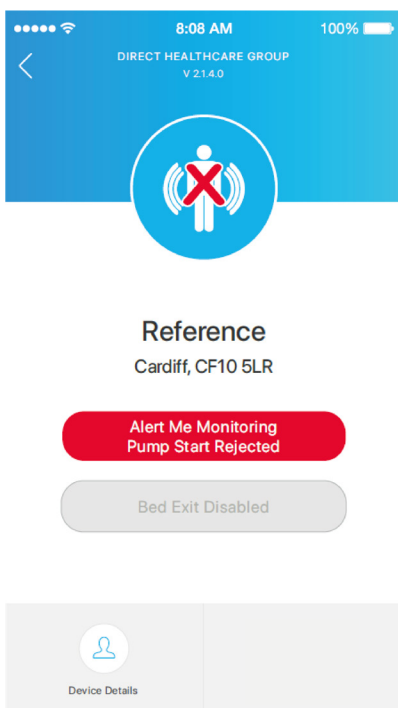 8:08 AM 100%
DIRECT HEALTHCARE GROUP
V 2.1.4.0
Reference
Cardiff, CF10 5LR
Alert Me Monitoring
Pump Start Rejected
Bed Exit Disabled
Device Details